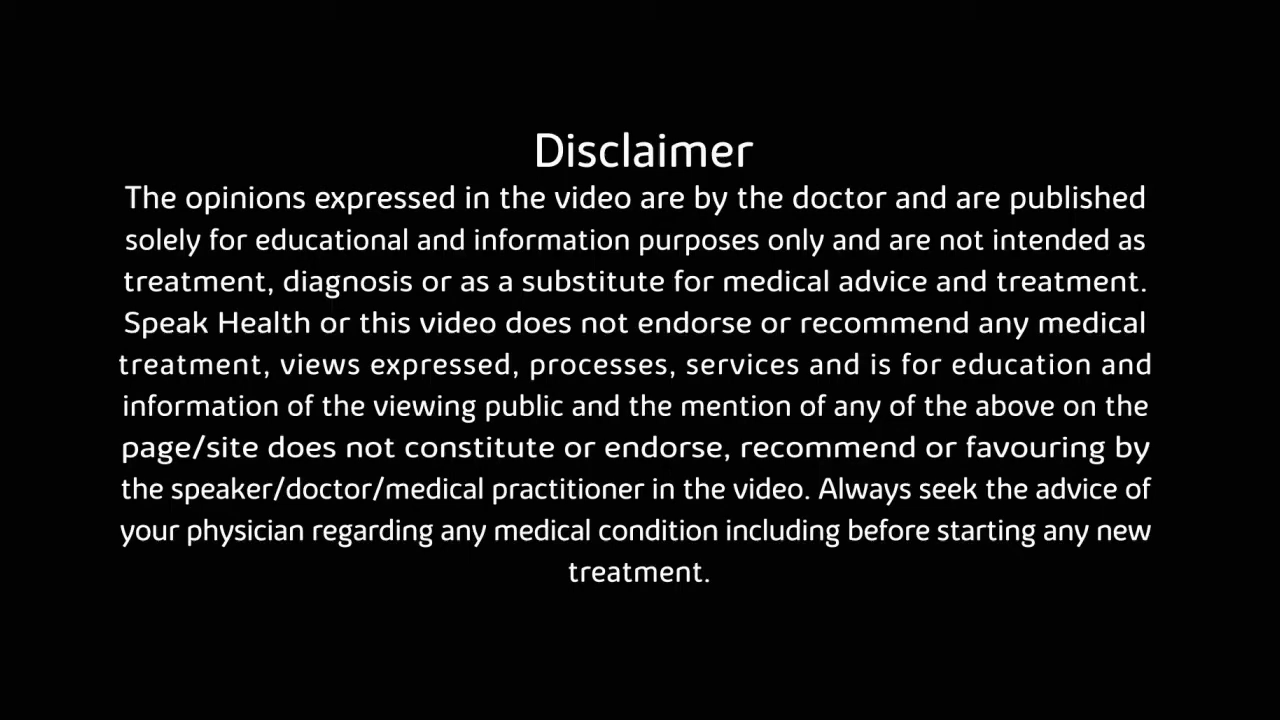 Disclaimer
The opinions expressed in the video are by the doctor and are published
solely for educational and information purposes only and are not intended as
treatment, diagnosis or as a substitute for medical advice and treatment.
Speak Health or this video does not endorse or recommend any medical
treatment, views expressed, processes, services and is for education and
information of the viewing public and the mention of any of the above on the
page/site does not constitute or endorse, recommend or favouring by
the speaker/doctor/medical practitioner in the video. Always seek the advice of
your physician regarding any medical condition including before starting any new
treatment.